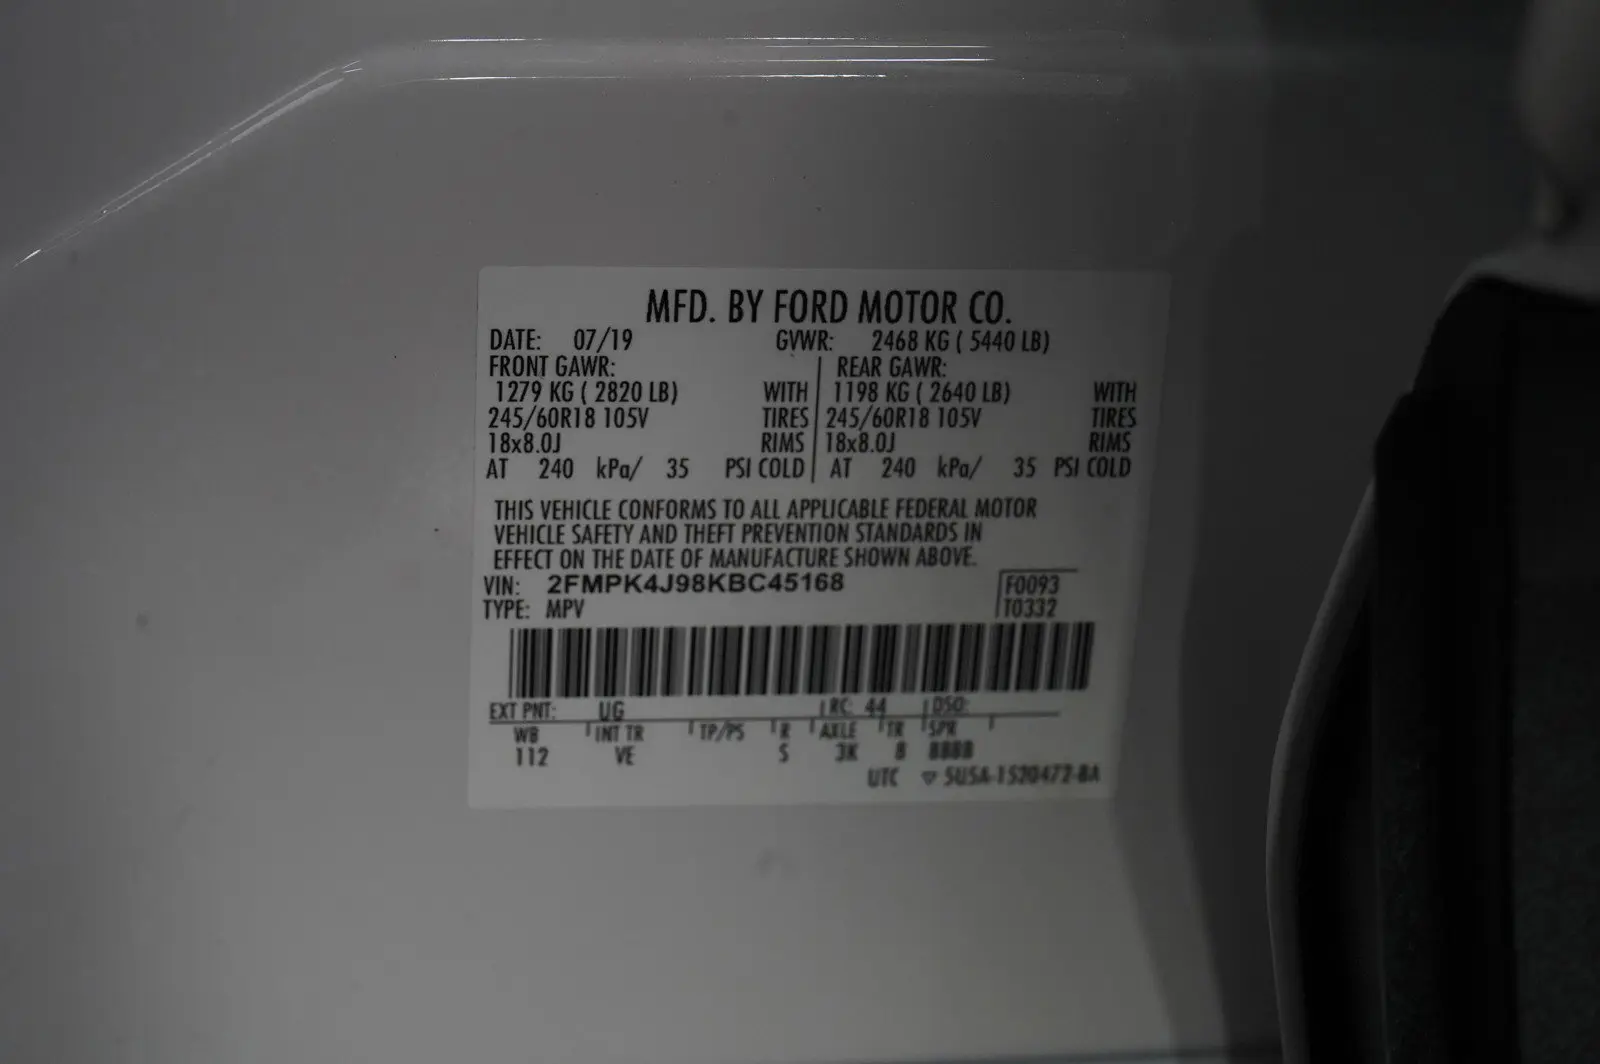 MFD. BY FORD MOTOR CO.
DATE: 07/19 GVWR: 2468 KG ( 5440 LB)
FRONT GAWR: REAR GAWR:
1279 KG ( 2820 LB) WITH 1198 KG ( 2640 LB) WITH
245/60R18 105V TIRES 245/60R18 105V TIRES
18x8.0J RIMS 18x8.0J RIMS
AT 240 kPa/ 35 PSI COLD AT 240 kPa/ 35 PSI COLD
THIS VEHICLE CONFORMS TO ALL APPLICABLE FEDERAL MOTOR
VEHICLE SAFETY AND THEFT PREVENTION STANDARDS IN
EFFECT ON THE DATE OF MANUFACTURE SHOWN ABOVE.
VIN: 2FMPK4J98KBC45168 F0093
TYPE: MPV T0332
EXT PNT: UG RC: 44 DSO:
WB INT TR TP/PS R AXLE TR SPR
112 VE S 3K 8 8888
UTC ▽ 5U5A-1520472-BA